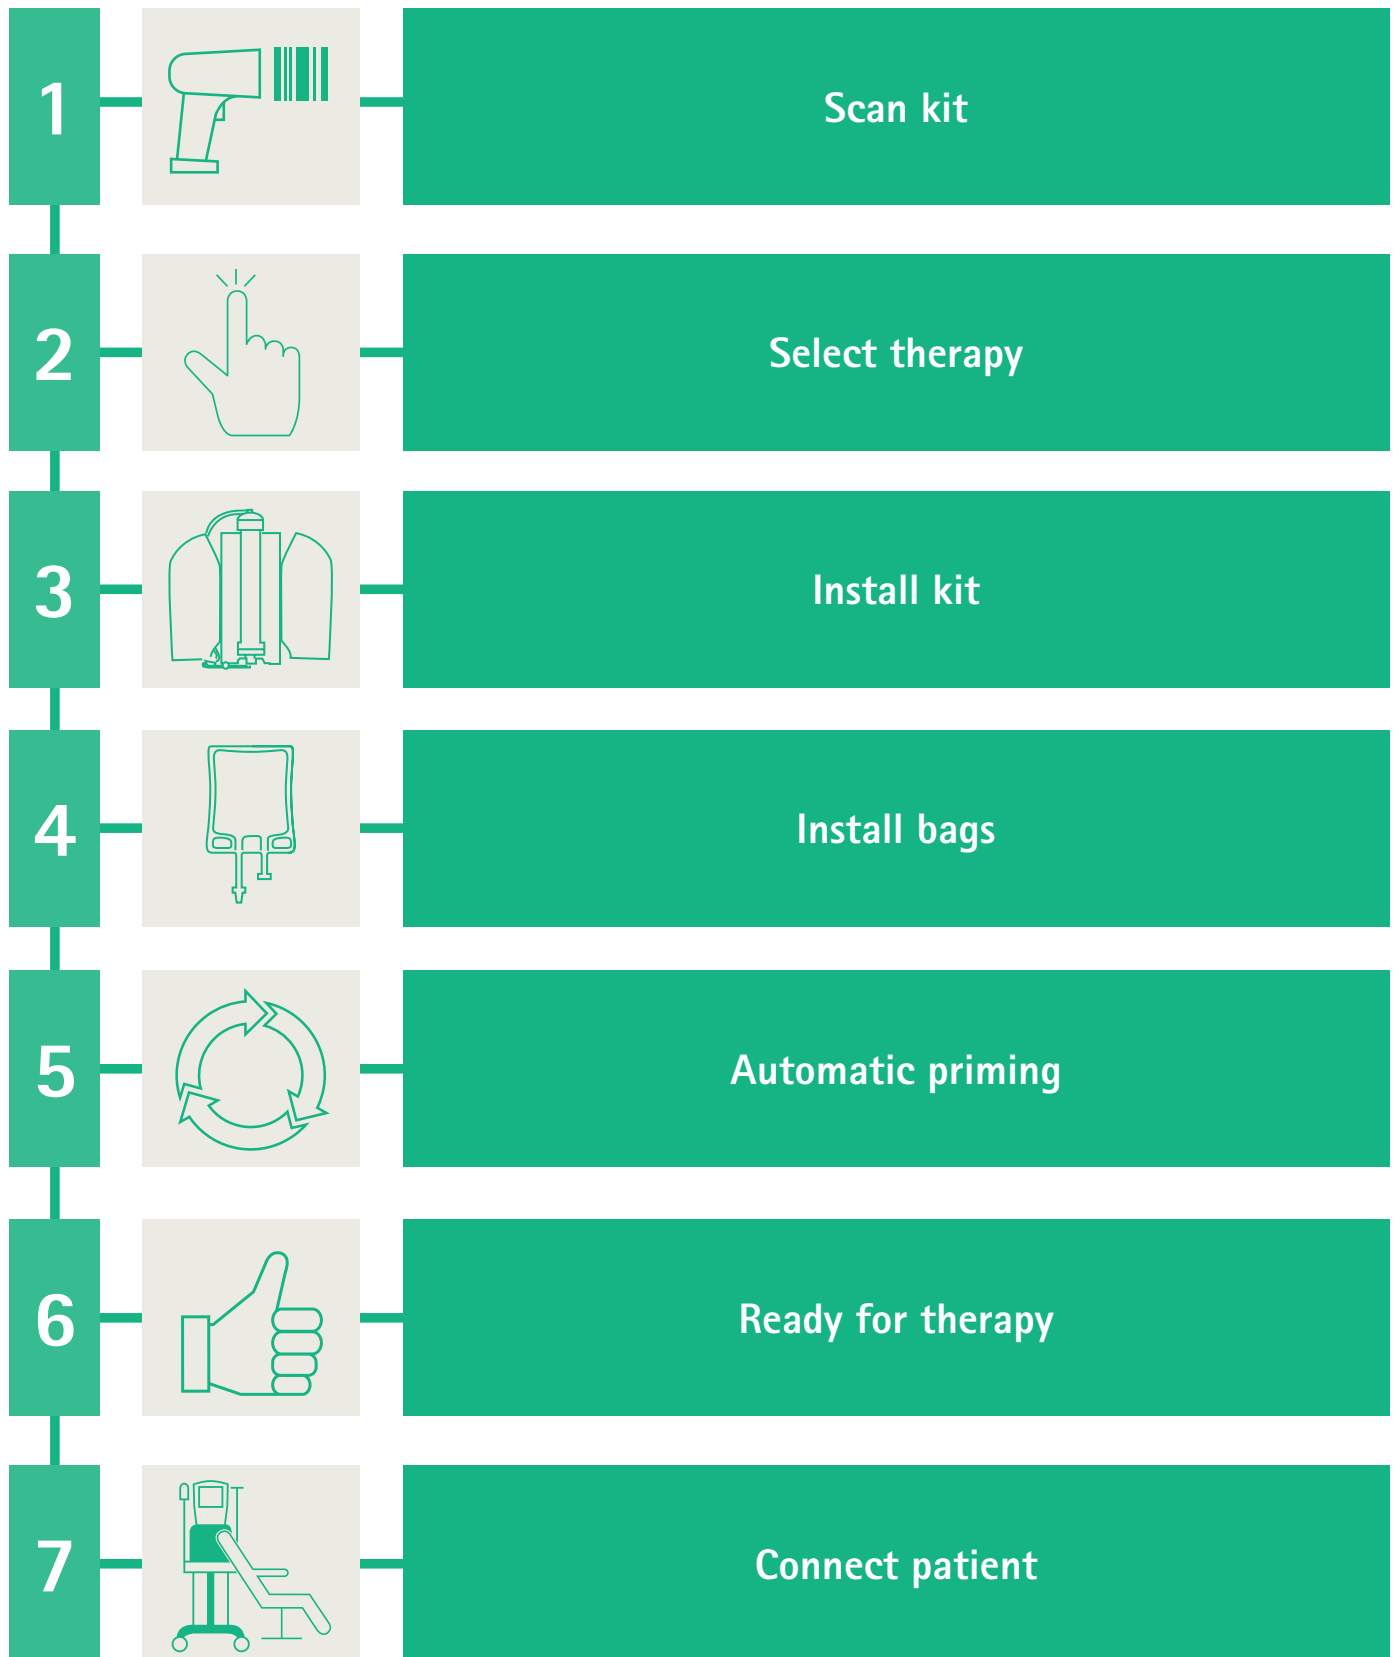 1
Scan kit
2
Select therapy
3
Install kit
4
Install bags
5
Automatic priming
6
Ready for therapy
7
Connect patient